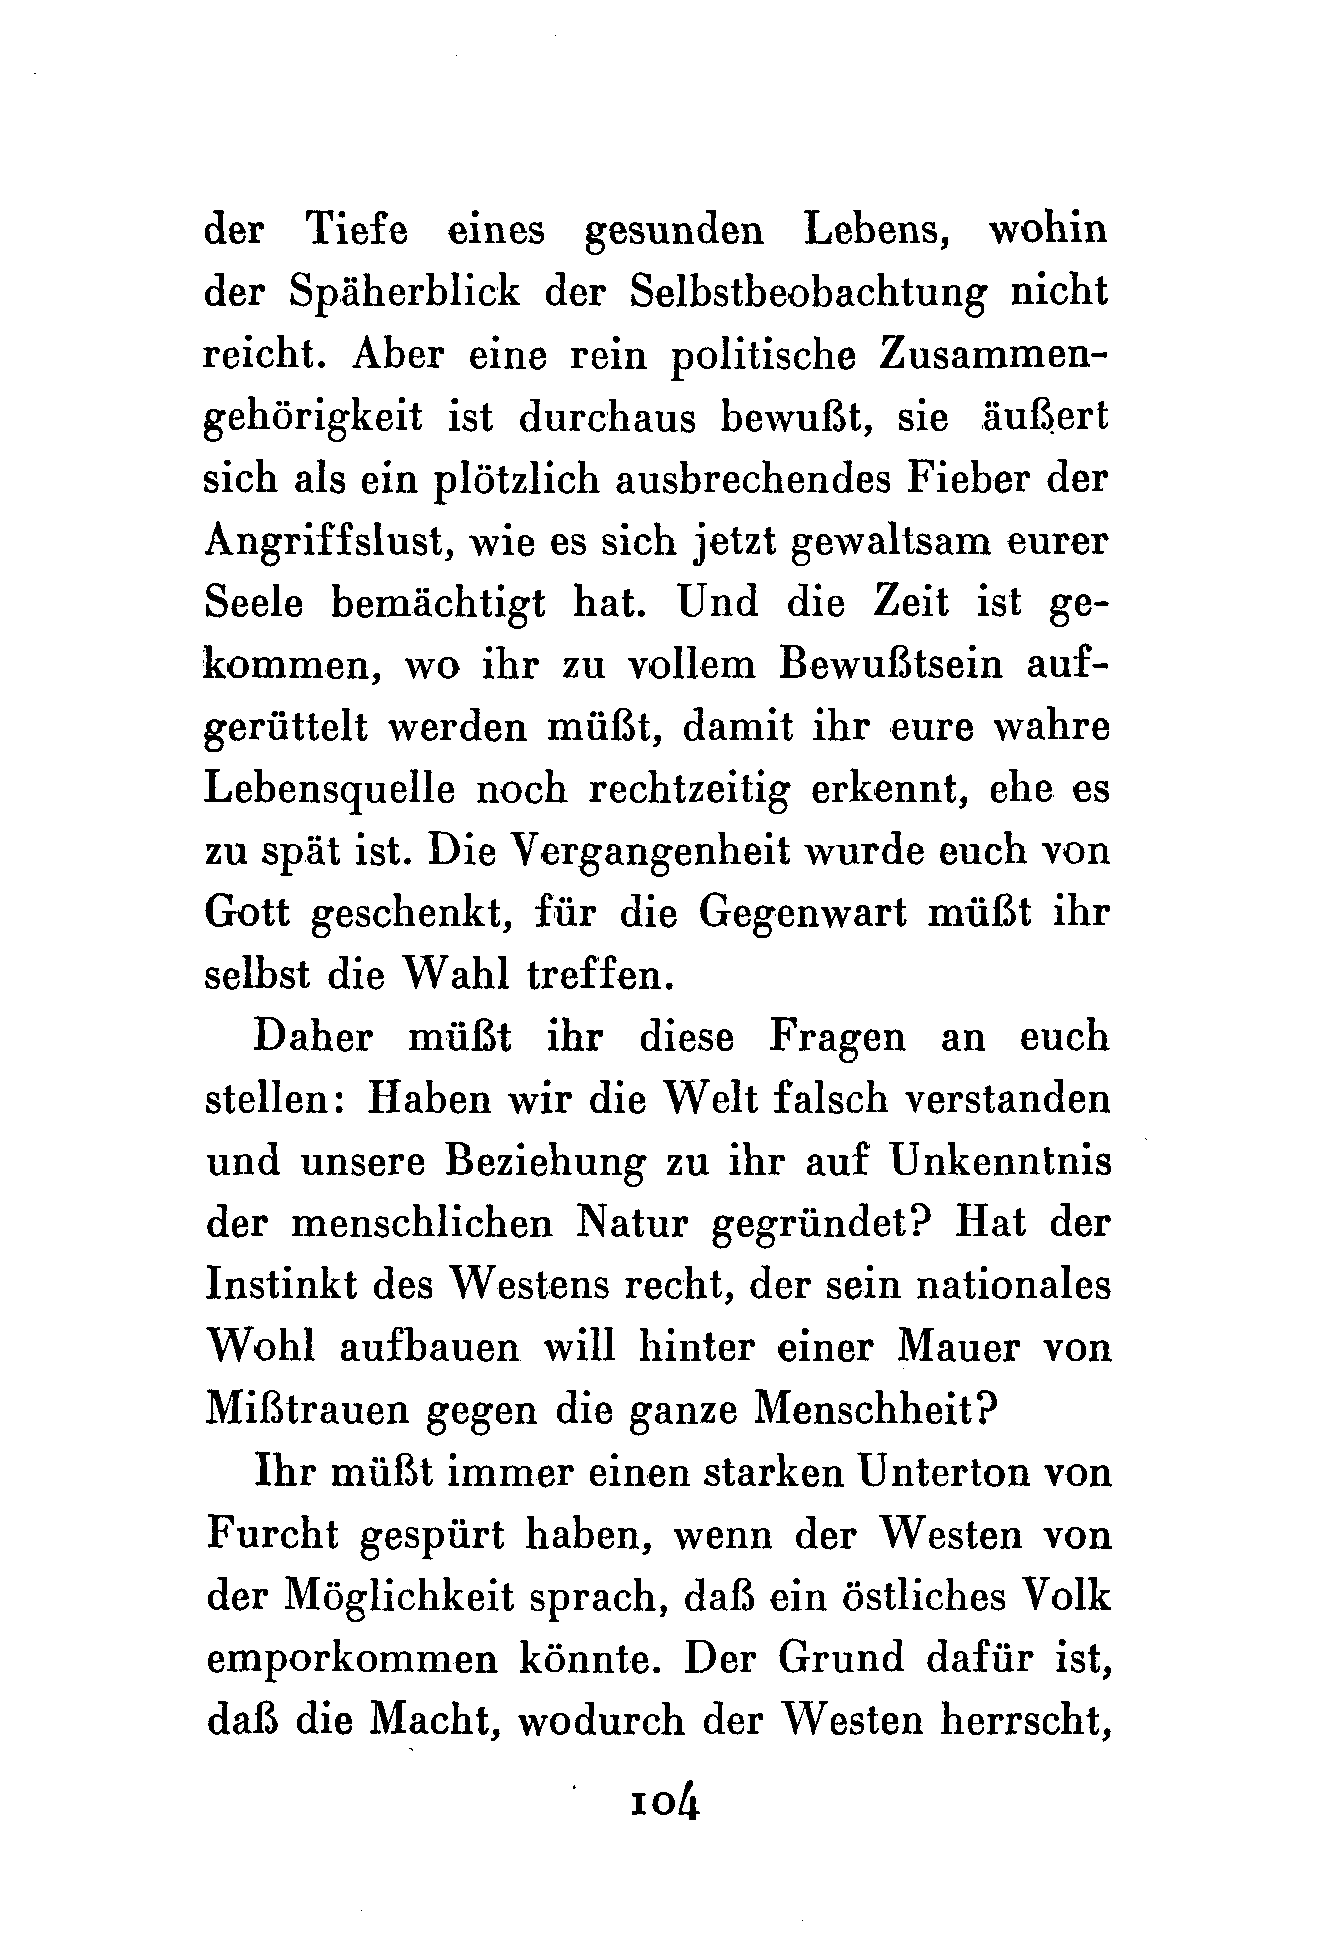 der Tiefe eines gesunden Lebens, wohin
der Späherblick der Selbstbeobachtung nicht
reicht. Aber eine rein politische Zusammen-
gehörigkeit ist durchaus bewußt, sie äußert
sich als ein plötzlich ausbrechendes Fieber der
Angriffslust, wie es sich jetzt gewaltsam eurer
Seele bemächtigt hat. Und die Zeit ist ge-
kommen, wo ihr zu vollem Bewußtsein auf-
gerüttelt werden müßt, damit ihr eure wahre
Lebensquelle noch rechtzeitig erkennt, ehe es
zu spät ist. Die Vergangenheit wurde euch von
Gott geschenkt, für die Gegenwart müßt ihr
selbst die Wahl treffen.
Daher müßt ihr diese Fragen an euch
stellen: Haben wir die Welt falsch verstanden
und unsere Beziehung zu ihr auf Unkenntnis
der menschlichen Natur gegründet? Hat der
Instinkt des Westens recht, der sein nationales
Wohl aufbauen will hinter einer Mauer von
Mißtrauen gegen die ganze Menschheit?
Ihr müßt immer einen starken Unterton von
Furcht gespürt haben, wenn der Westen von
der Möglichkeit sprach, daß ein östliches Volk
emporkommen könnte. Der Grund dafür ist,
daß die Macht, wodurch der Westen herrscht,
104